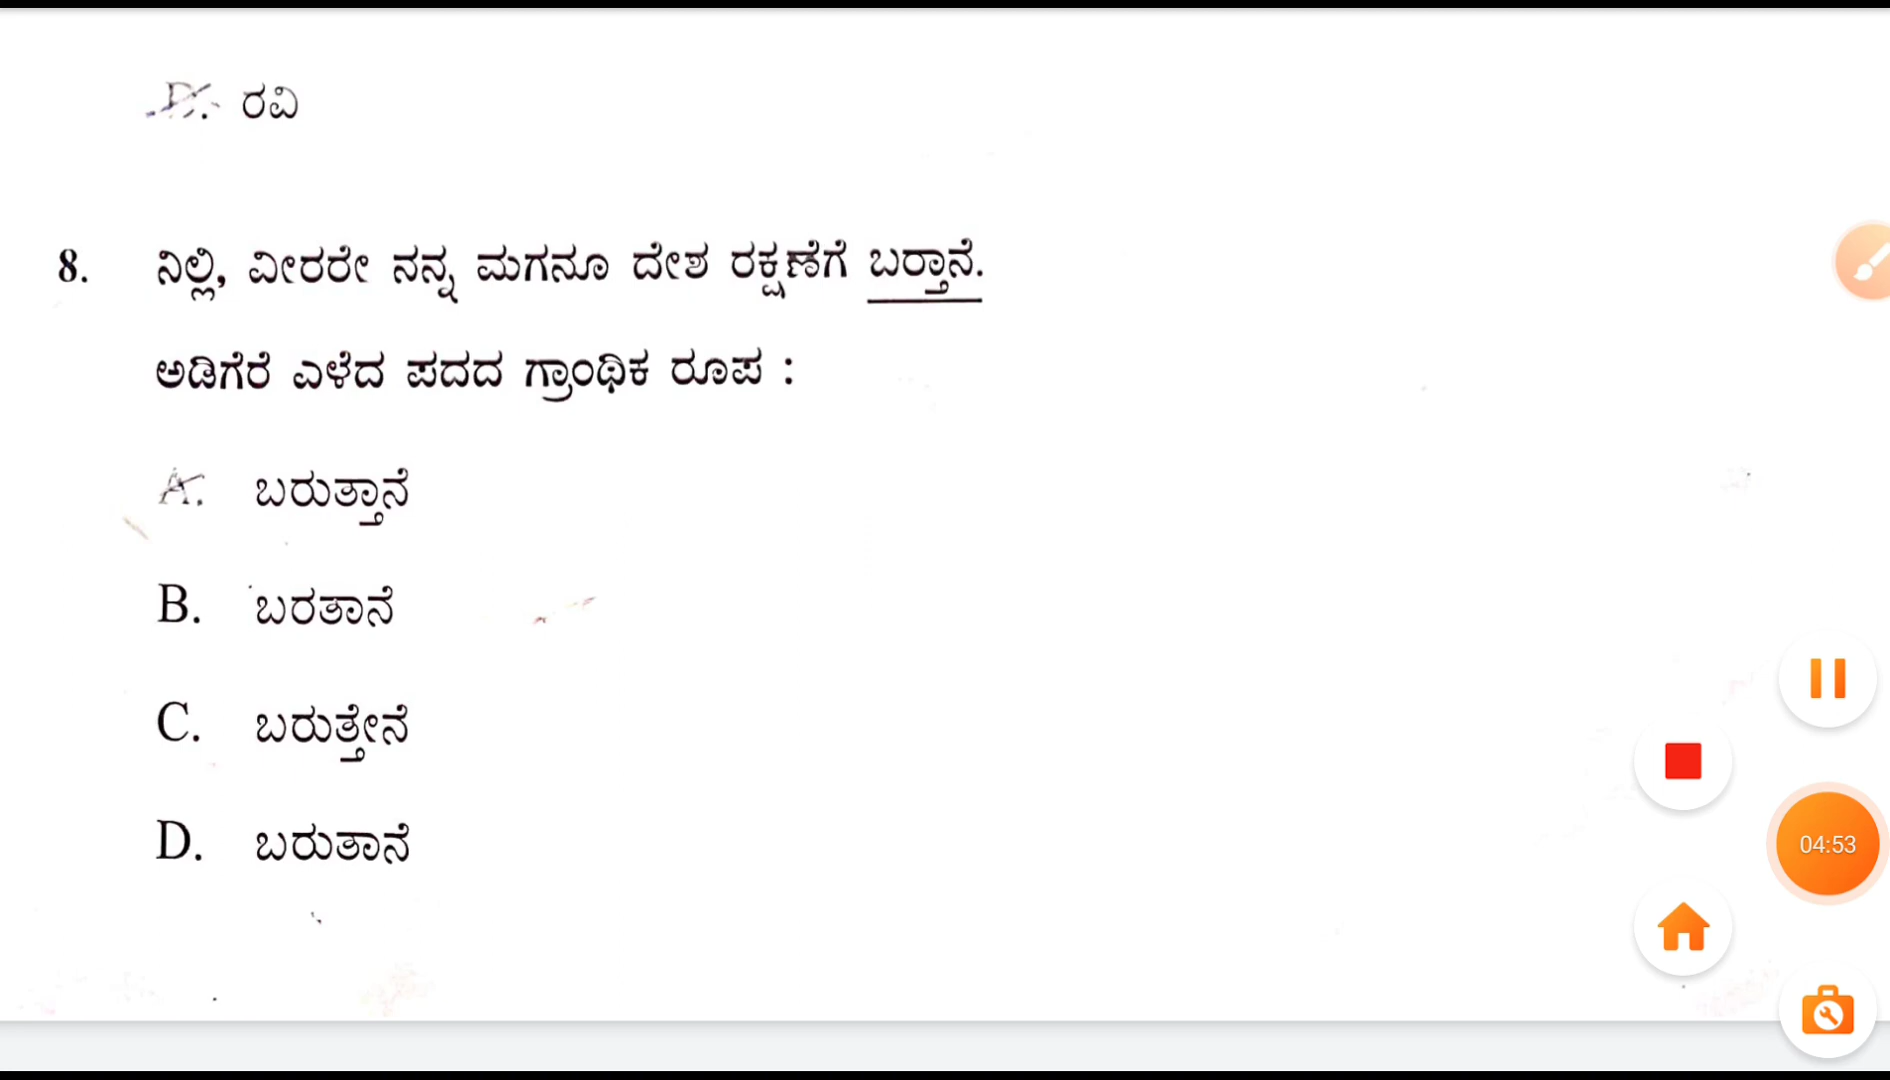 D. ರವಿ
8. ನಿಲ್ಲಿ, ವೀರರೇ ನನ್ನ ಮಗನೂ ದೇಶ ರಕ್ಷಣೆಗೆ ಬರ‍್ತಾನೆ.
ಅಡಿಗೆರೆ ಎಳೆದ ಪದದ ಗ್ರಾಂಥಿಕ ರೂಪ :
A. ಬರುತ್ತಾನೆ
B. ಬರತಾನೆ
C. ಬರುತ್ತೇನೆ
D. ಬರುತಾನೆ
04:53